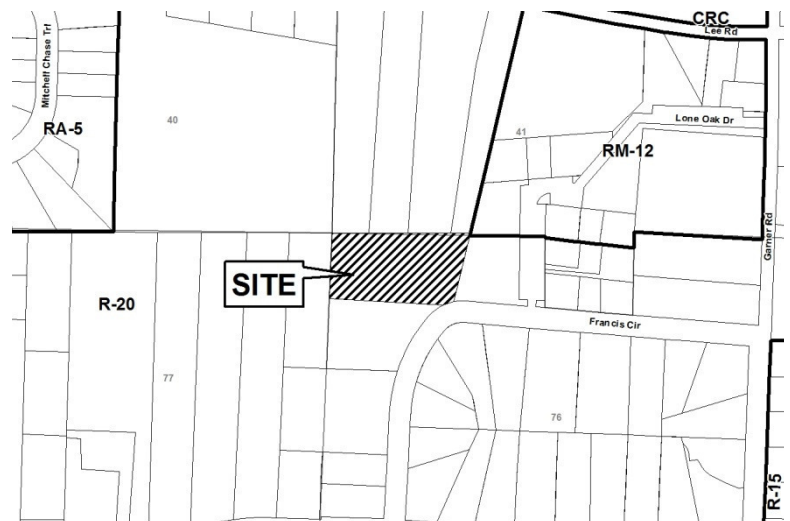 CRC
Lee Rd
Mitchell Chase Trl
RA-5
40
41
Lone Oak Dr
RM-12
Garner Rd
SITE
R-20
Francis Cir
77
76
R-15